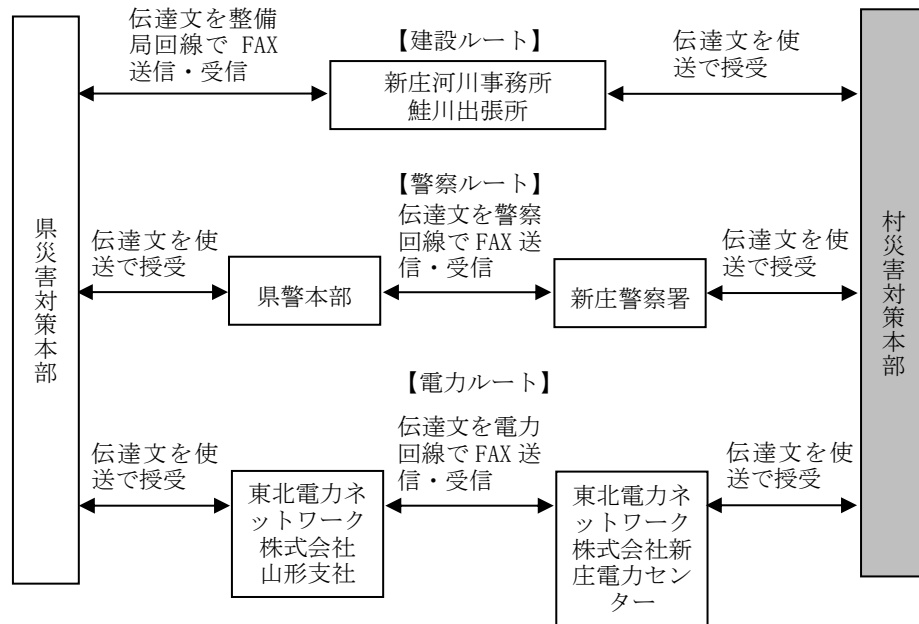 伝達文を整備
局回線で FAX
送信・受信
【建設ルート】
新庄河川事務所
鮭川出張所
伝達文を使
送で授受
県災害対策本部
村災害対策本部
【警察ルート】
伝達文を使
送で授受
県警本部
伝達文を警察
回線で FAX 送
信・受信
新庄警察署
伝達文を使
送で授受
【電力ルート】
伝達文を使
送で授受
東北電力ネ
ットワーク
株式会社
山形支社
伝達文を電力
回線で FAX 送
信・受信
東北電力ネ
ットワーク
株式会社新
庄電力セン
ター
伝達文を使
送で授受